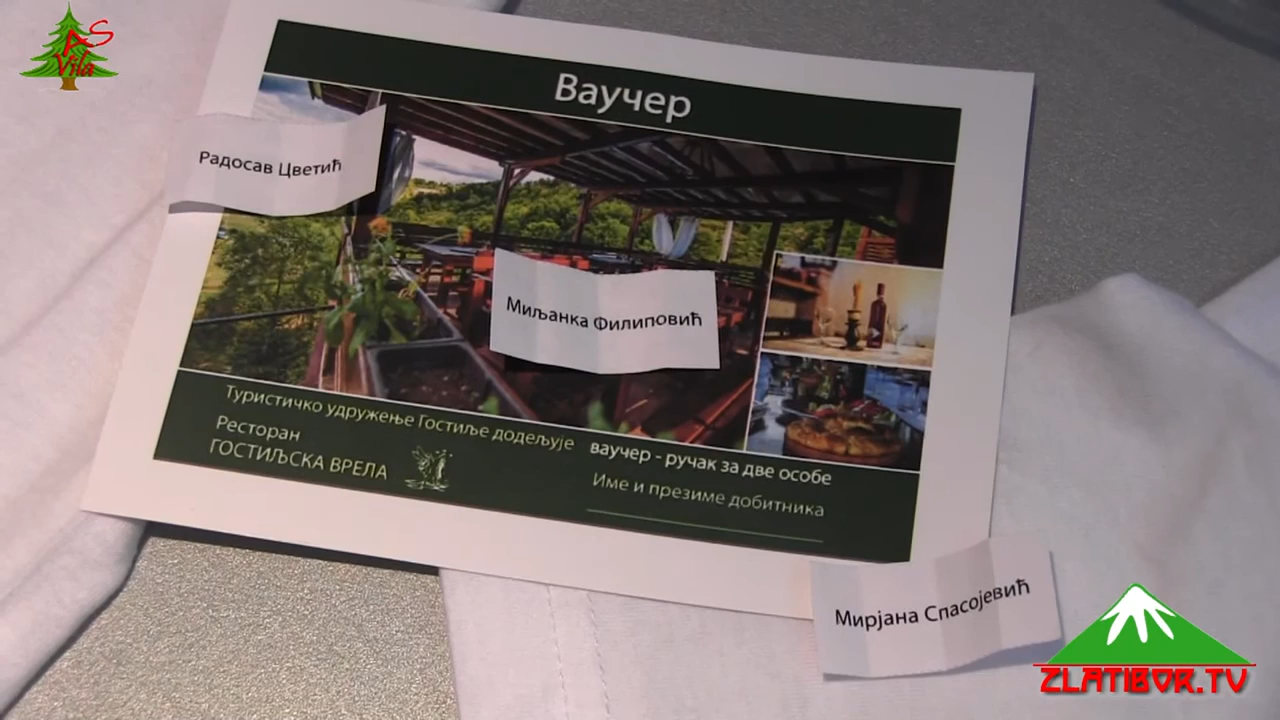 AS
Vila
Ваучер
Радосав Цветић
Миљанка Филиповић
Туристичко удружење Гостиље додељује ваучер - ручак за две особе
Ресторан
ГОСТИЉСКА ВРЕЛА
Име и презиме добитника
Мирјана Спасојевић
ZLATIBOR.TV